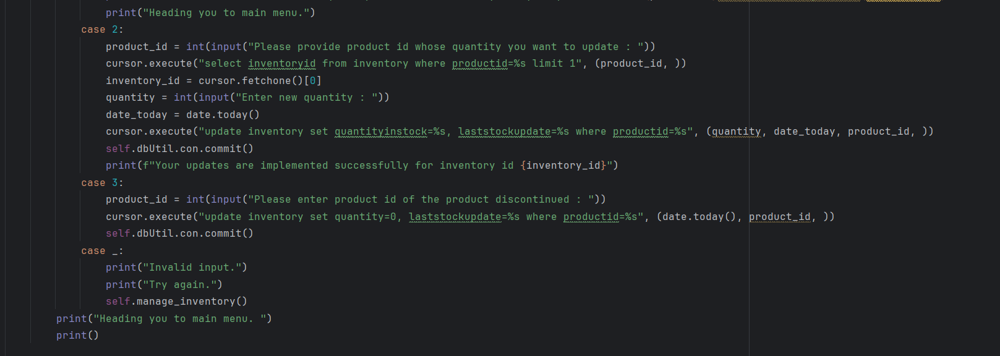 print("Heading you to main menu.")
case 2:
product_id = int(input("Please provide product id whose quantity you want to update : "))
cursor.execute("select inventoryid from inventory where productid=%s limit 1", (product_id, ))
inventory_id = cursor.fetchone()[0]
quantity = int(input("Enter new quantity : "))
date_today = date.today()
cursor.execute("update inventory set quantityinstock=%s, laststockupdate=%s where productid=%s", (quantity, date_today, product_id, ))
self.dbUtil.con.commit()
print(f"Your updates are implemented successfully for inventory id {inventory_id}")
case 3:
product_id = int(input("Please enter product id of the product discontinued : "))
cursor.execute("update inventory set quantity=0, laststockupdate=%s where productid=%s", (date.today(), product_id, ))
self.dbUtil.con.commit()
case _:
print("Invalid input.")
print("Try again.")
self.manage_inventory()
print("Heading you to main menu. ")
print()